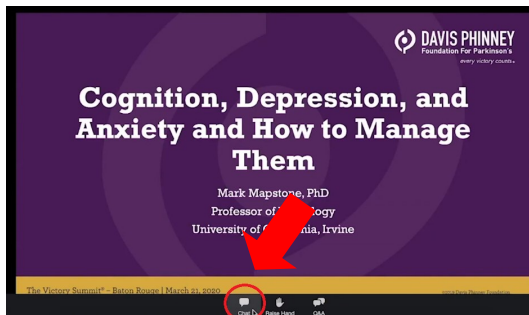 DAVIS PHINNEY
Foundation For Parkinson's
every victory counts.
Cognition, Depression, and
Anxiety and How to Manage
Them
Mark Mapstone, PhD
Professor of
University of
The Victory Summit® – Baton Rouge | March 21, 2020
Chat
Raise Hand
Q&A